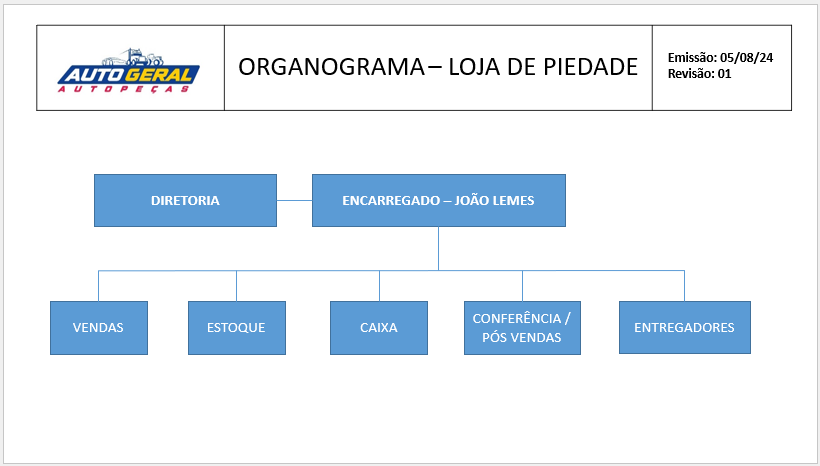 AUTO GERAL
AUTOPEÇAS
ORGANOGRAMA – LOJA DE PIEDADE
Emissão: 05/08/24
Revisão: 01
DIRETORIA
ENCARREGADO – JOÃO LEMES
VENDAS
ESTOQUE
CAIXA
CONFERÊNCIA /
PÓS VENDAS
ENTREGADORES